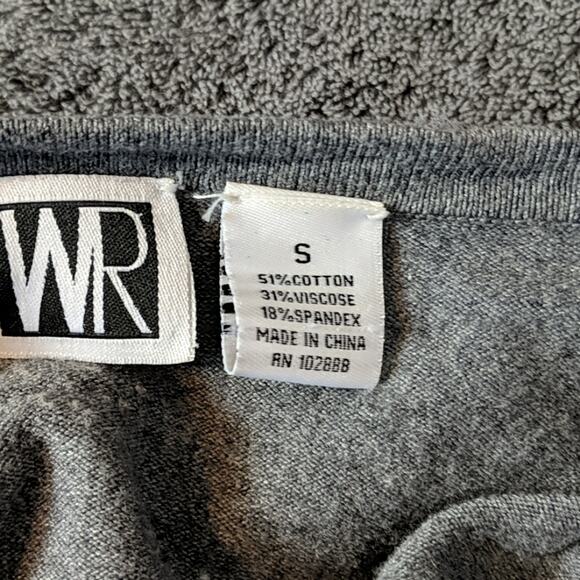 WR
S
51%COTTON
31%VISCOSE
18%SPANDEX
MADE IN CHINA
RN 102888